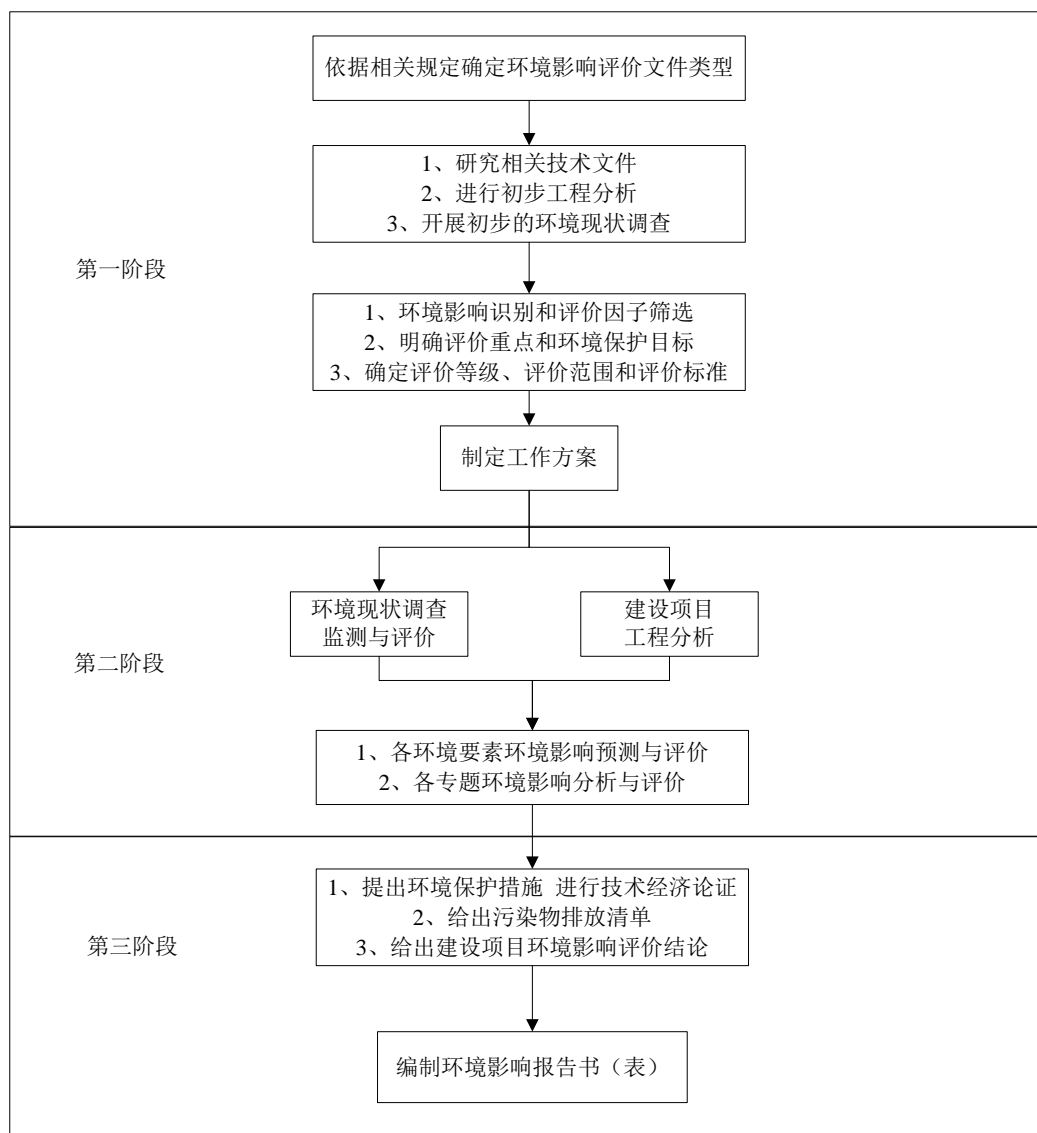 依据相关规定确定环境影响评价文件类型
1、研究相关技术文件
2、进行初步工程分析
3、开展初步的环境现状调查
第一阶段
1、环境影响识别和评价因子筛选
2、明确评价重点和环境保护目标
3、确定评价等级、评价范围和评价标准
制定工作方案
环境现状调查
监测与评价
建设项目
工程分析
第二阶段
1、各环境要素环境影响预测与评价
2、各专题环境影响分析与评价
1、提出环境保护措施 进行技术经济论证
2、给出污染物排放清单
第三阶段
3、给出建设项目环境影响评价结论
编制环境影响报告书（表）